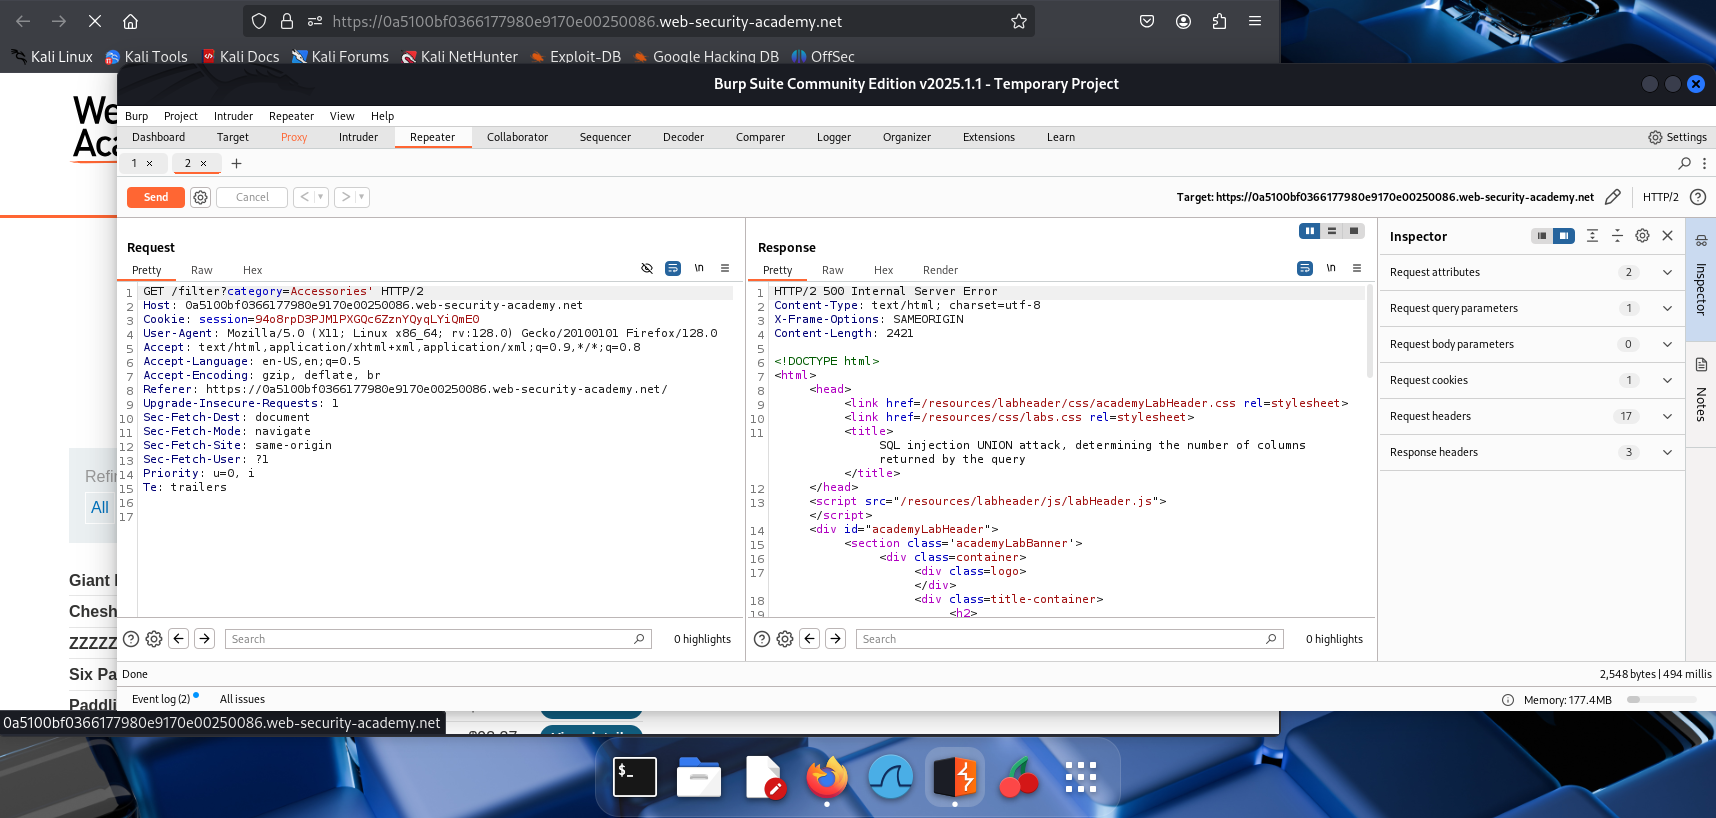 https://0a5100bf0366177980e9170e00250086.web-security-academy.net
Kali Linux Kali Tools Kali Docs Kali Forums Kali NetHunter Exploit-DB Google Hacking DB OffSec
Burp Suite Community Edition v2025.1.1 - Temporary Project
Burp Project Intruder Repeater View Help
Dashboard Target Proxy Intruder Repeater Collaborator Sequencer Decoder Comparer Logger Organizer Extensions Learn Settings
1 × 2 × +
Send Cancel < > Target: https://0a5100bf0366177980e9170e00250086.web-security-academy.net HTTP/2
Request
Pretty Raw Hex \n
1 GET /filter?category=Accessories' HTTP/2
2 Host: 0a5100bf0366177980e9170e00250086.web-security-academy.net
3 Cookie: session=94o8rpD3PJM1PXGQc6ZznYQyqLYiQmE0
4 User-Agent: Mozilla/5.0 (X11; Linux x86_64; rv:128.0) Gecko/20100101 Firefox/128.0
5 Accept: text/html,application/xhtml+xml,application/xml;q=0.9,*/*;q=0.8
6 Accept-Language: en-US,en;q=0.5
7 Accept-Encoding: gzip, deflate, br
8 Referer: https://0a5100bf0366177980e9170e00250086.web-security-academy.net/
9 Upgrade-Insecure-Requests: 1
10 Sec-Fetch-Dest: document
11 Sec-Fetch-Mode: navigate
12 Sec-Fetch-Site: same-origin
13 Sec-Fetch-User: ?1
14 Priority: u=0, i
15 Te: trailers
16
17
Search 0 highlights
Response
Pretty Raw Hex Render \n
1 HTTP/2 500 Internal Server Error
2 Content-Type: text/html; charset=utf-8
3 X-Frame-Options: SAMEORIGIN
4 Content-Length: 2421
5
6 <!DOCTYPE html>
7 <html>
8 <head>
9 <link href=/resources/labheader/css/academyLabHeader.css rel=stylesheet>
10 <link href=/resources/css/labs.css rel=stylesheet>
11 <title>
SQL injection UNION attack, determining the number of columns
returned by the query
</title>
12 </head>
13 <script src="/resources/labheader/js/labHeader.js">
</script>
14 <div id="academyLabHeader">
15 <section class='academyLabBanner'>
16 <div class=container>
17 <div class=logo>
</div>
18 <div class=title-container>
19 <h2>
Search 0 highlights
Inspector
Request attributes 2
Request query parameters 1
Request body parameters 0
Request cookies 1
Request headers 17
Response headers 3
Inspector
Notes
Done 2,548 bytes | 494 millis
Event log (2) All issues Memory: 177.4MB
We
Aca
Refin
All
Giant
Chesh
ZZZZZ
Six Pa
Paddli
0a5100bf0366177980e9170e00250086.web-security-academy.net
$_